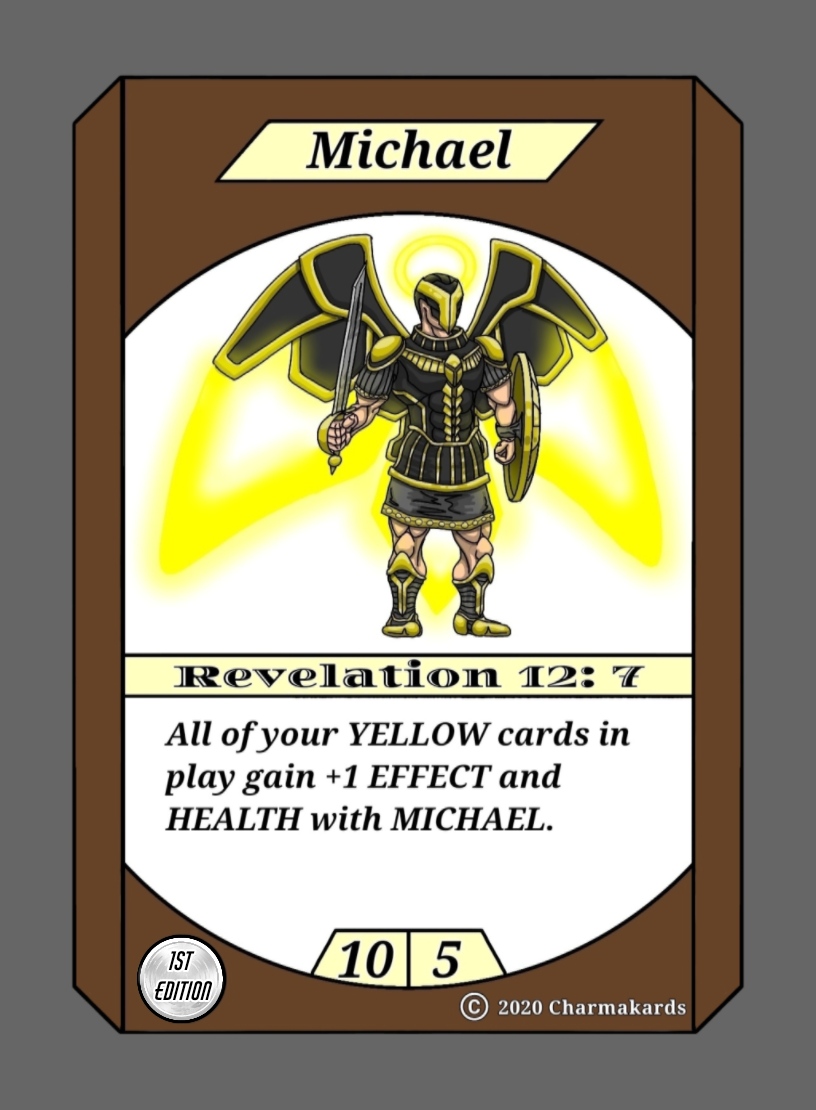 Michael
Revelation 12: 7
All of your YELLOW cards in
play gain +1 EFFECT and
HEALTH with MICHAEL.
10 5
1ST
EDITION
© 2020 Charmakards